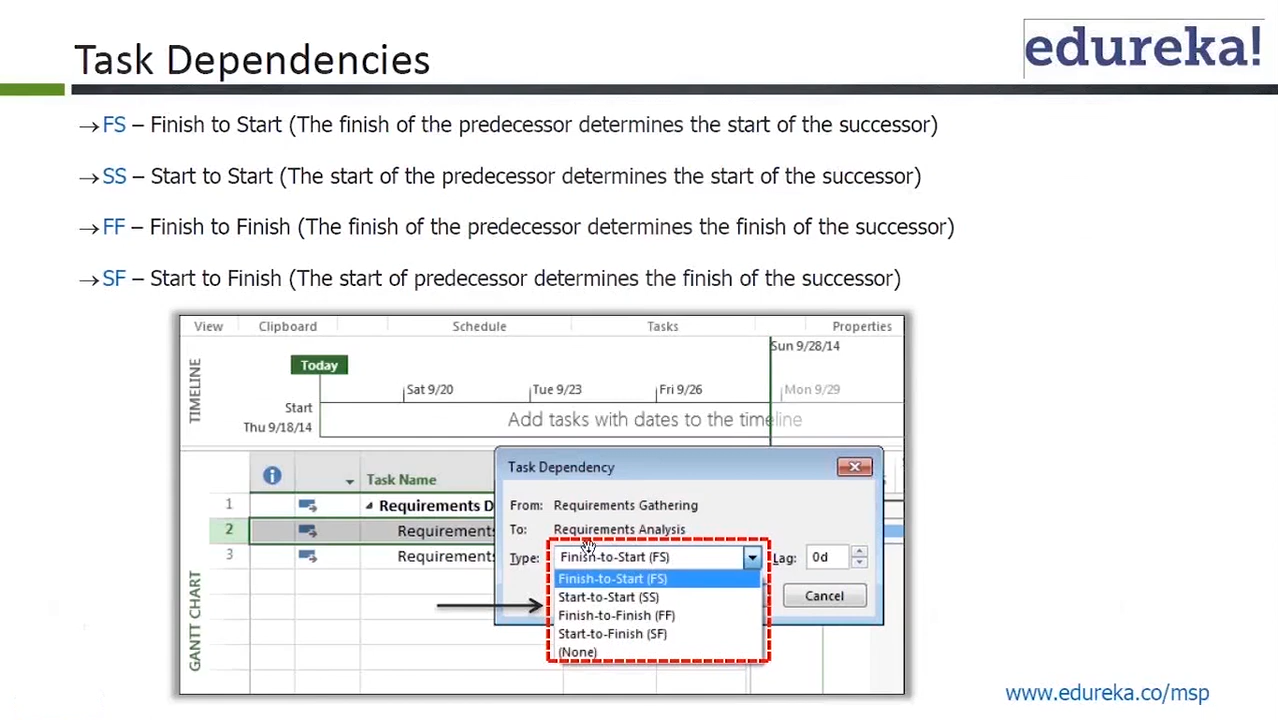 Task Dependencies
edureka!
→FS – Finish to Start (The finish of the predecessor determines the start of the successor)
→SS – Start to Start (The start of the predecessor determines the start of the successor)
→FF – Finish to Finish (The finish of the predecessor determines the finish of the successor)
→SF – Start to Finish (The start of predecessor determines the finish of the successor)
View Clipboard Schedule Tasks Properties
TIMELINE
Sun 9/28/14
Today
Sat 9/20 Tue 9/23 Fri 9/26 Mon 9/29
Start
Thu 9/18/14
Add tasks with dates to the timeline
GANTT CHART
Task Name
1 Requirements D
2 Requirements
3 Requirements
Task Dependency
From: Requirements Gathering
To: Requirements Analysis
Type: Finish-to-Start (FS) Lag: 0d
Finish-to-Start (FS)
Start-to-Start (SS)
Finish-to-Finish (FF)
Start-to-Finish (SF)
(None)
Cancel
www.edureka.co/msp